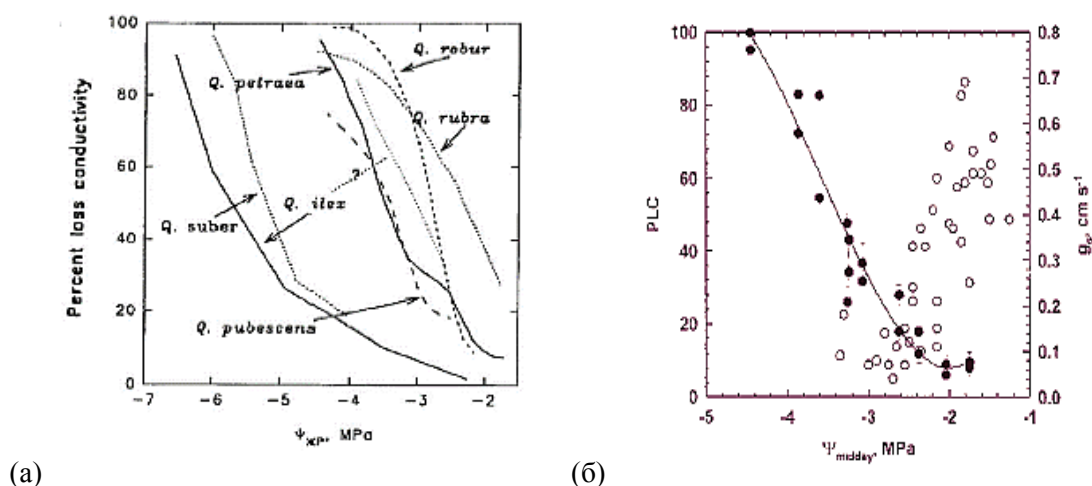 Percent loss conductivity
100
80
60
40
20
0
-7
-6
-5
-4
-3
-2
Ψxp, MPa
Q. robur
Q. petraea
Q. rubra
?
Q. ilex
Q. suber
Q. pubescens
(а)
PLC
100
80
60
40
20
0
-5
-4
-3
-2
-1
Ψmidday, MPa
0.8
0.7
0.6
0.5
0.4
0.3
0.2
0.1
0.0
cm s⁻¹
(б)